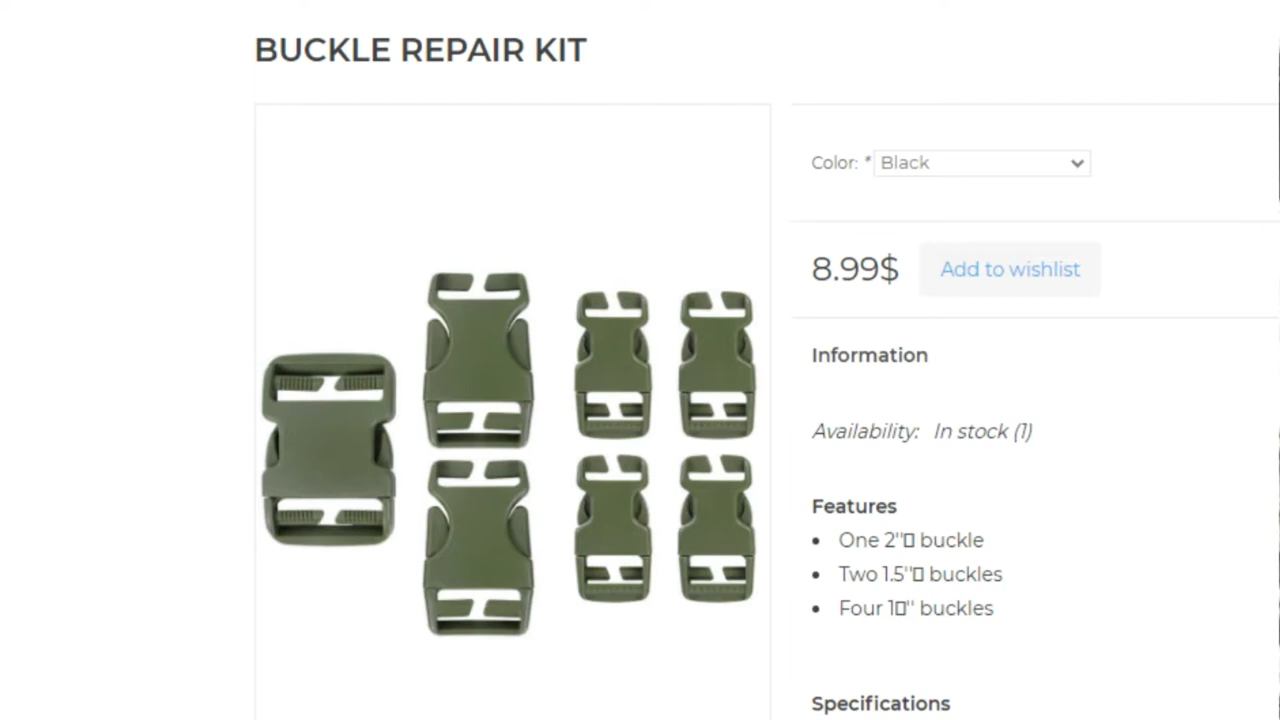 BUCKLE REPAIR KIT
Color: * Black
8.99$ Add to wishlist
Information
Availability: In stock (1)
Features
• One 2"▯ buckle
• Two 1.5"▯ buckles
• Four 1▯" buckles
Specifications